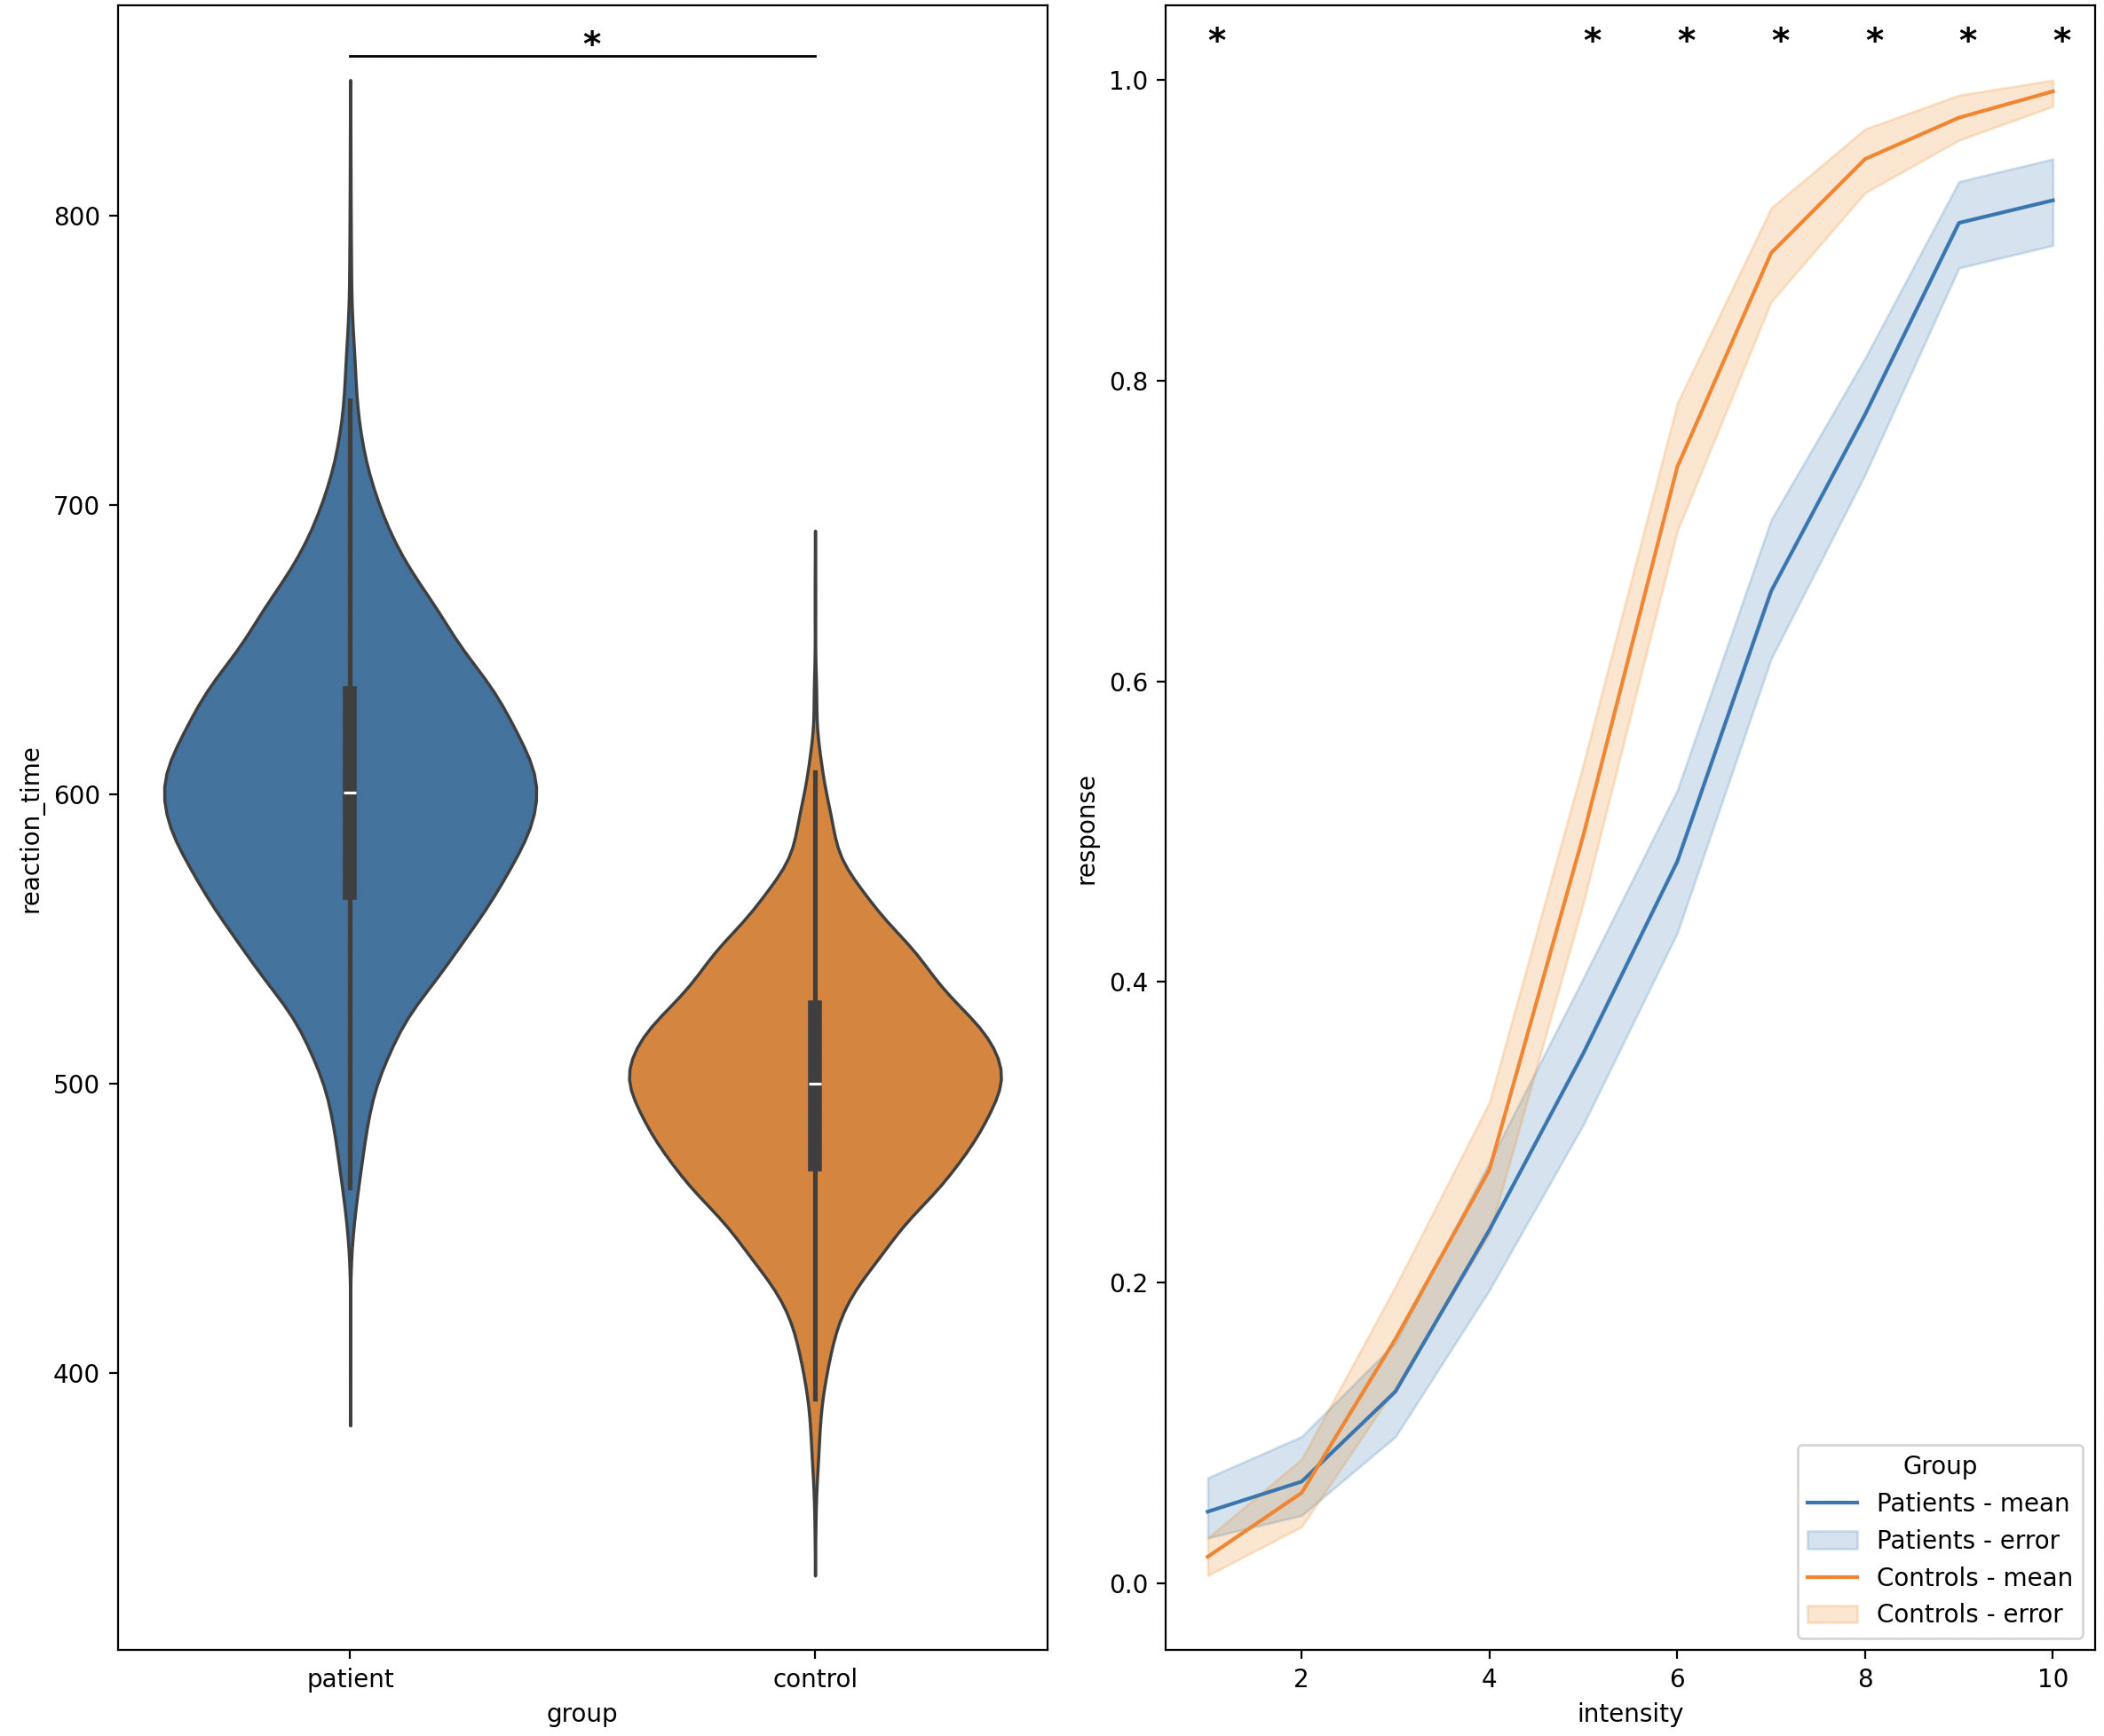 *
reaction_time
800
700
600
500
400
patient
control
group
* * * * * * *
response
1.0
0.8
0.6
0.4
0.2
0.0
2 4 6 8 10
intensity
Group
Patients - mean
Patients - error
Controls - mean
Controls - error